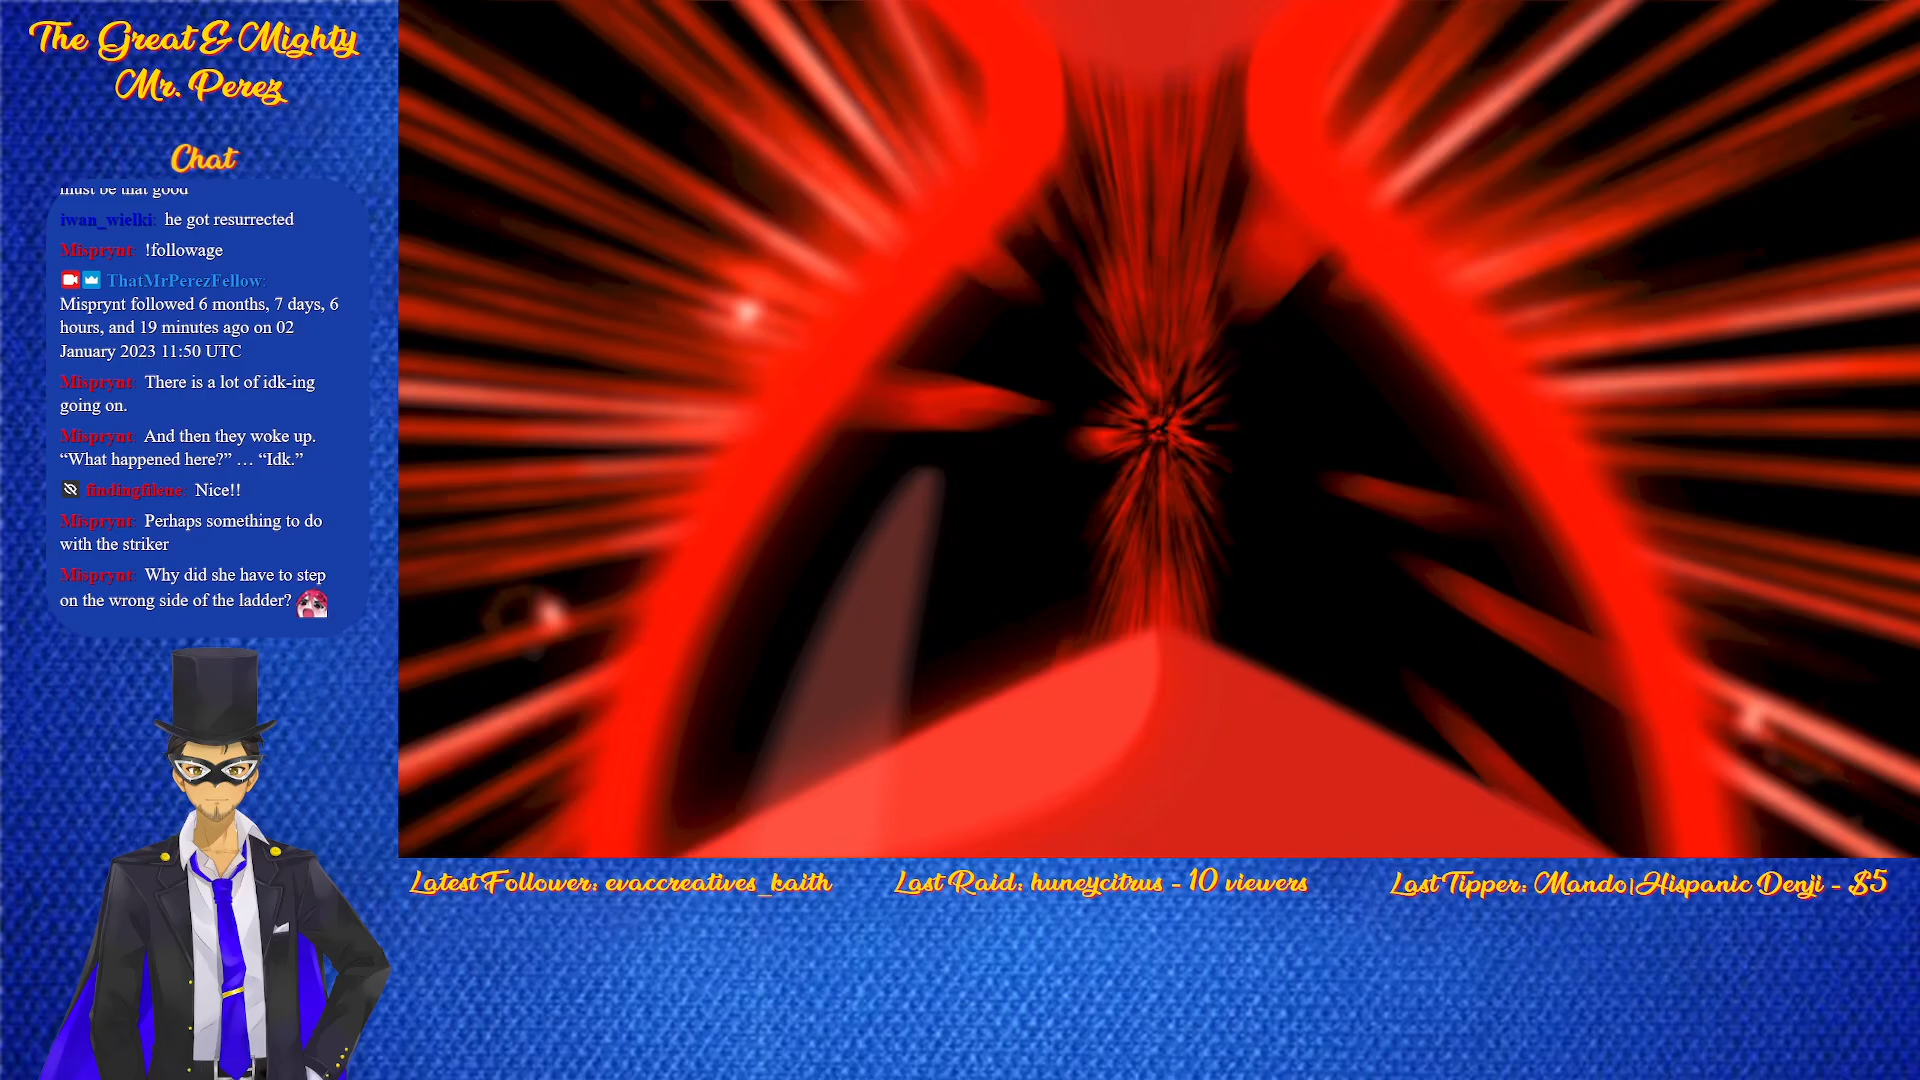 The Great & Mighty
Mr. Perez
Chat
must be that good
iwan_wielki: he got resurrected
Misprynt: !followage
ThatMrPerezFellow:
Misprynt followed 6 months, 7 days, 6
hours, and 19 minutes ago on 02
January 2023 11:50 UTC
Misprynt: There is a lot of idk-ing
going on.
Misprynt: And then they woke up.
“What happened here?” … “Idk.”
findingfilene: Nice!!
Misprynt: Perhaps something to do
with the striker
Misprynt: Why did she have to step
on the wrong side of the ladder?
Latest Follower: evaccreatives_kaith
Last Raid: huneycitrus - 10 viewers
Last Tipper: Mando|Hispanic Denji - $5